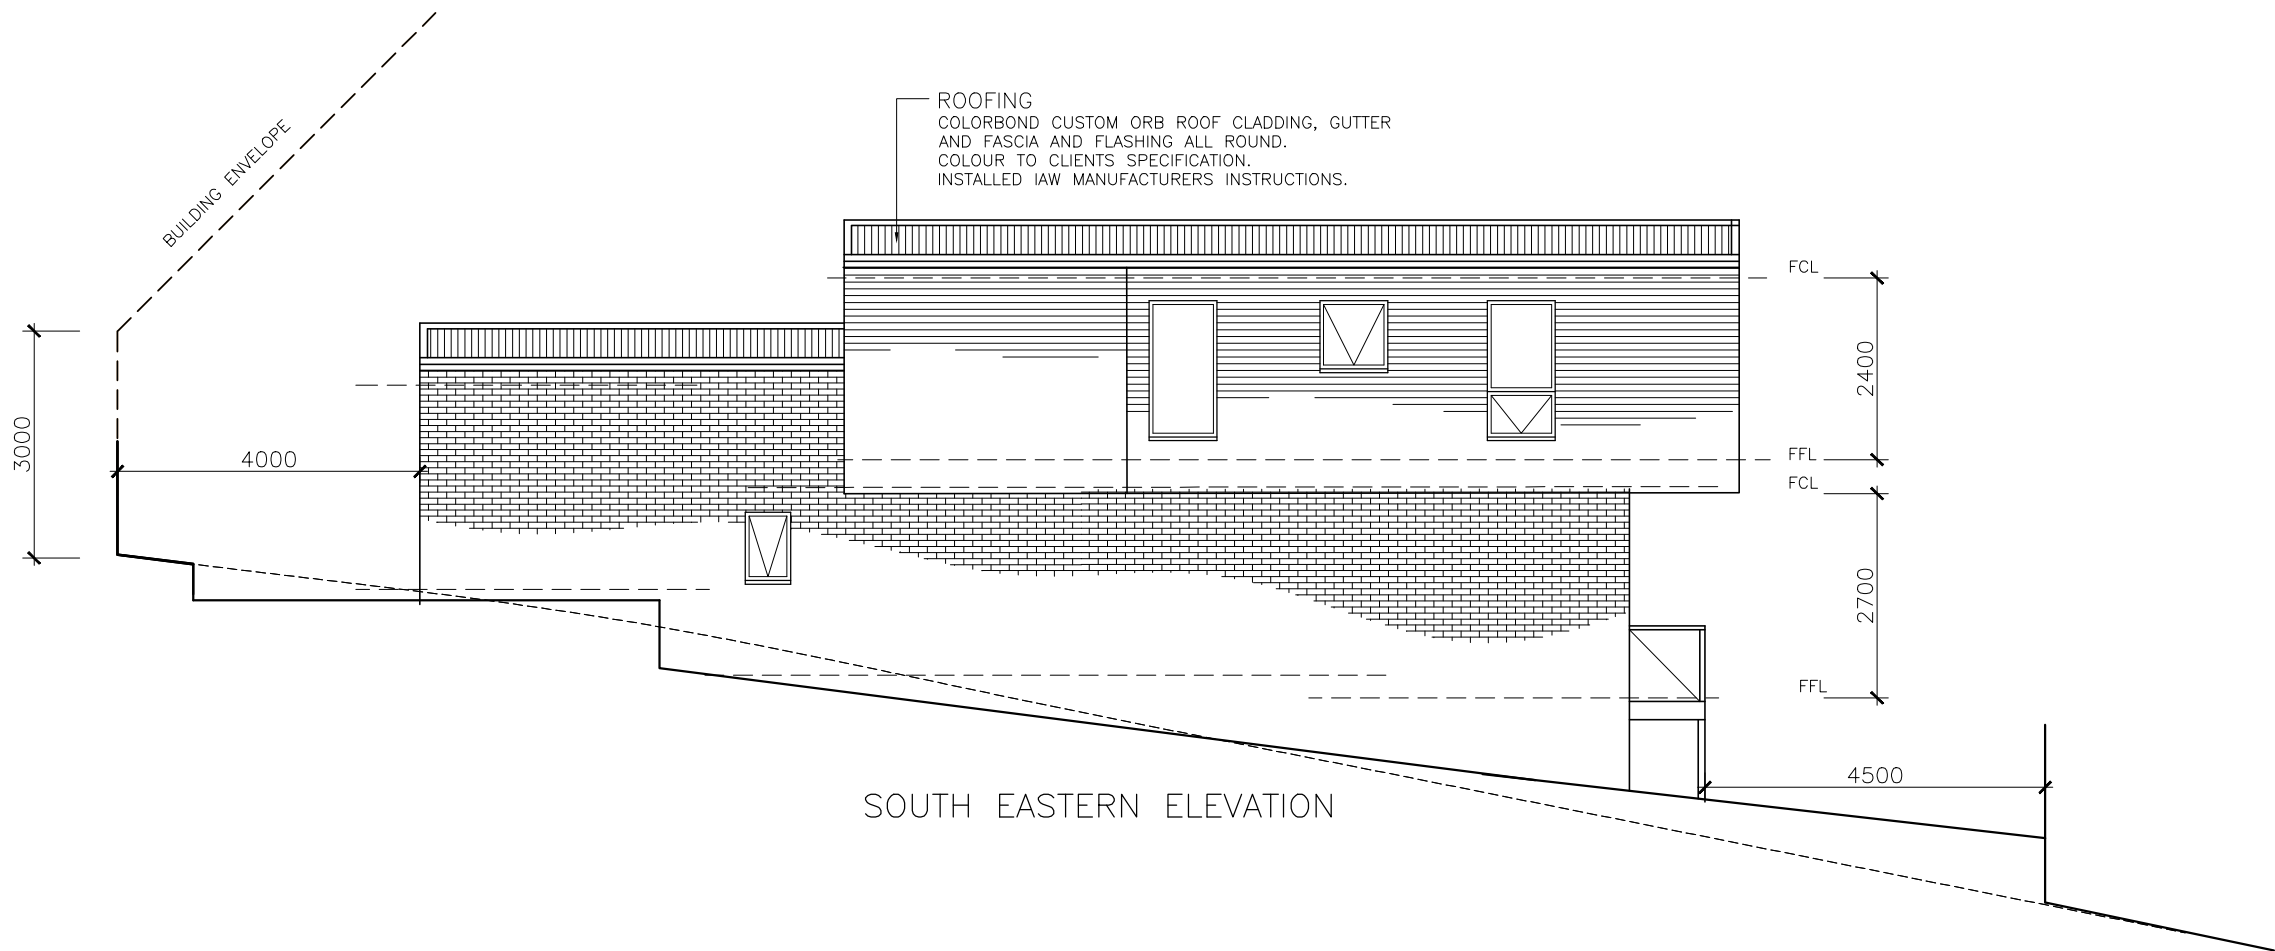 BUILDING ENVELOPE
ROOFING
COLORBOND CUSTOM ORB ROOF CLADDING, GUTTER
AND FASCIA AND FLASHING ALL ROUND.
COLOUR TO CLIENTS SPECIFICATION.
INSTALLED IAW MANUFACTURERS INSTRUCTIONS.
FCL
2400
3000
4000
FFL
FCL
2700
FFL
4500
SOUTH EASTERN ELEVATION